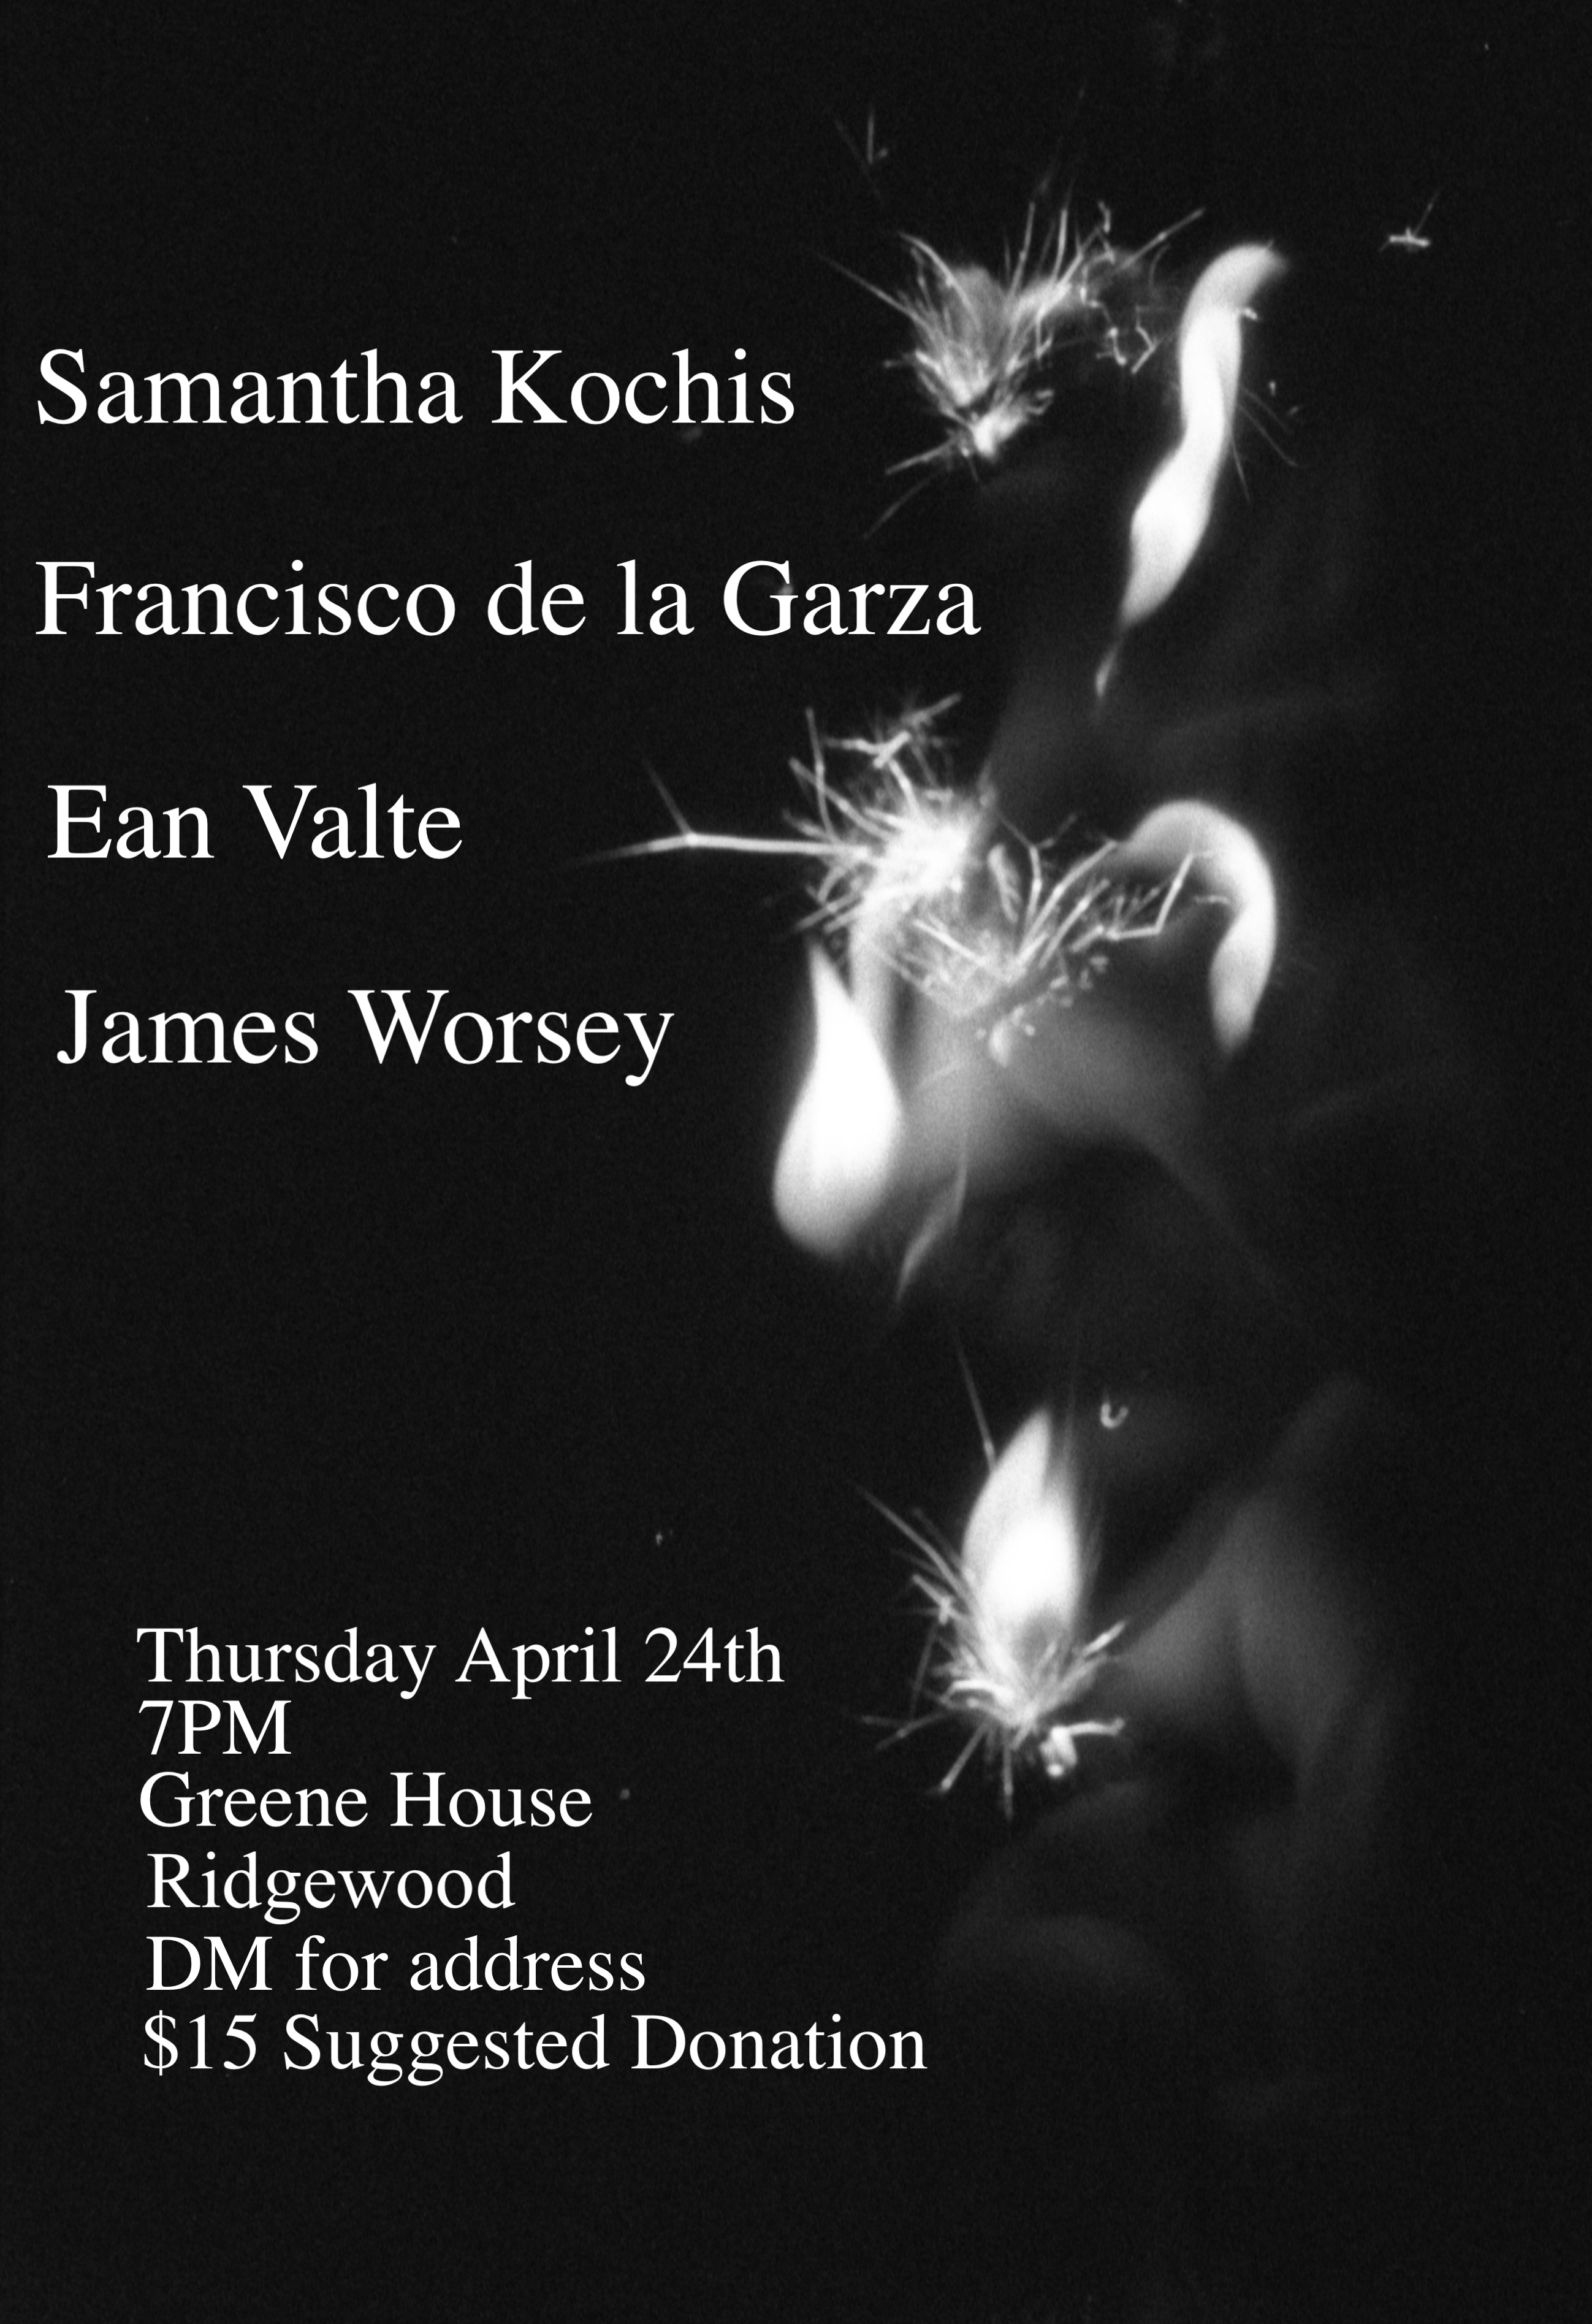 Samantha Kochis
Francisco de la Garza
Ean Valte
James Worsey
Thursday April 24th
7PM
Greene House
Ridgewood
DM for address
$15 Suggested Donation